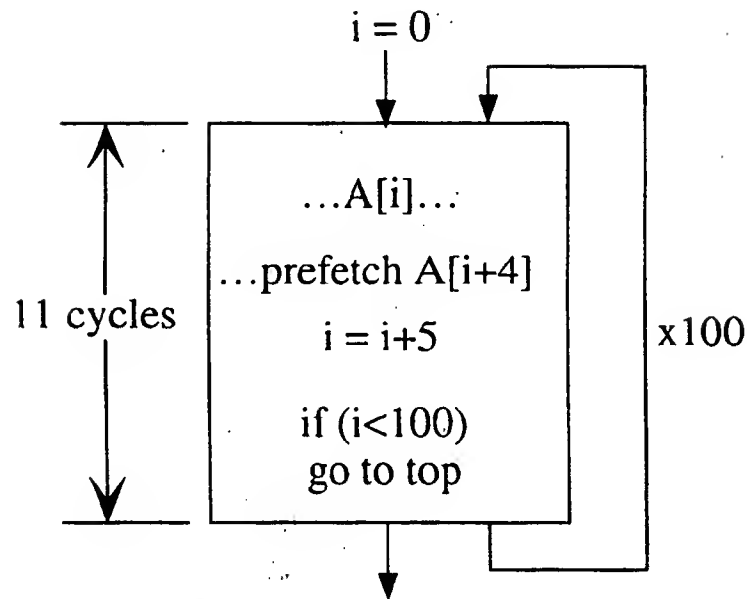 i = 0
...A[i]...
...prefetch A[i+4]
i = i+5
if (i<100)
go to top
11 cycles
x100